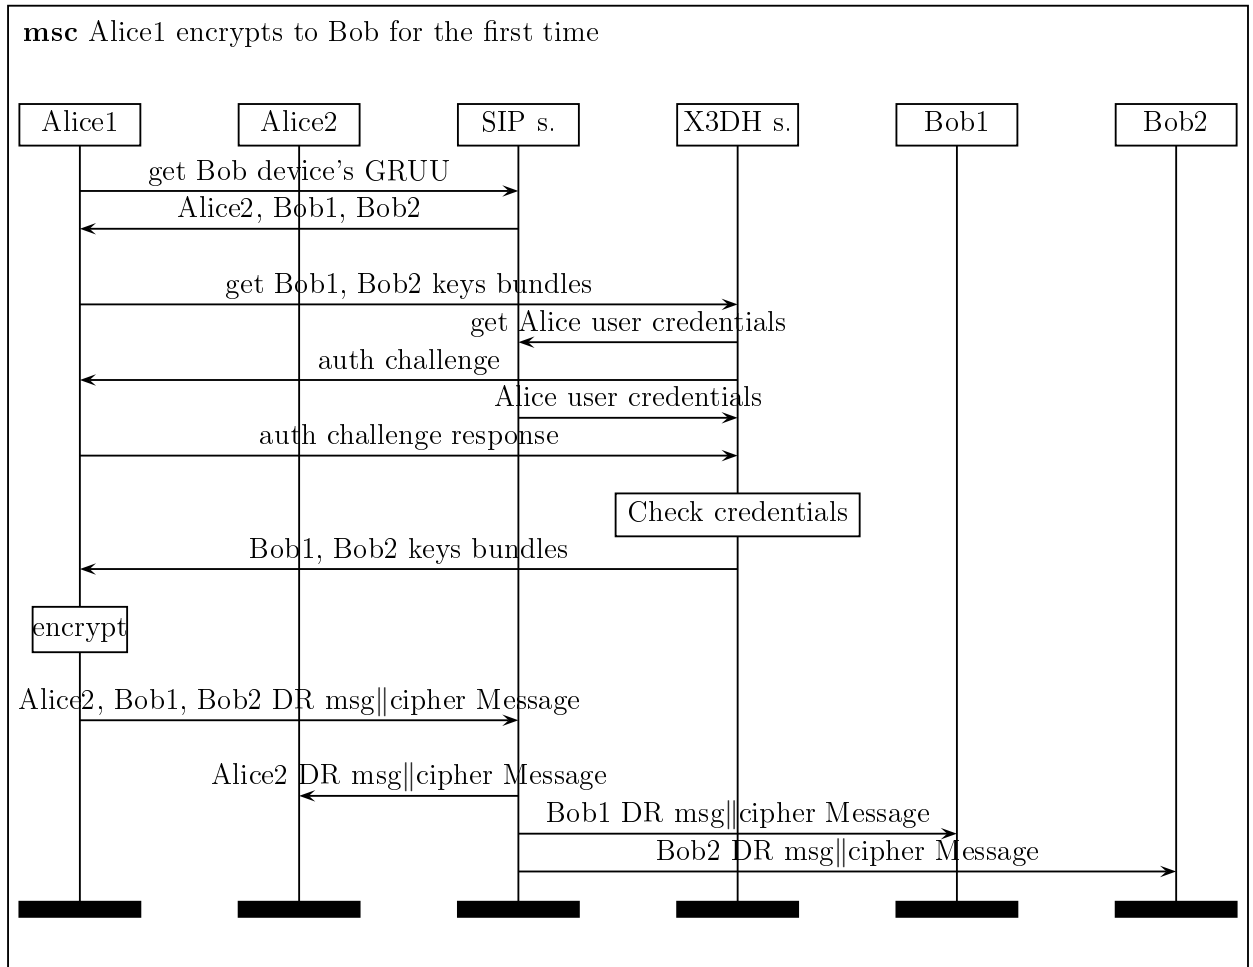 msc Alice1 encrypts to Bob for the first time
Alice1 Alice2 SIP s. X3DH s. Bob1 Bob2
get Bob device's GRUU
Alice2, Bob1, Bob2
get Bob1, Bob2 keys bundles
get Alice user credentials
auth challenge
Alice user credentials
auth challenge response
Check credentials
Bob1, Bob2 keys bundles
encrypt
Alice2, Bob1, Bob2 DR msg||cipher Message
Alice2 DR msg||cipher Message
Bob1 DR msg||cipher Message
Bob2 DR msg||cipher Message